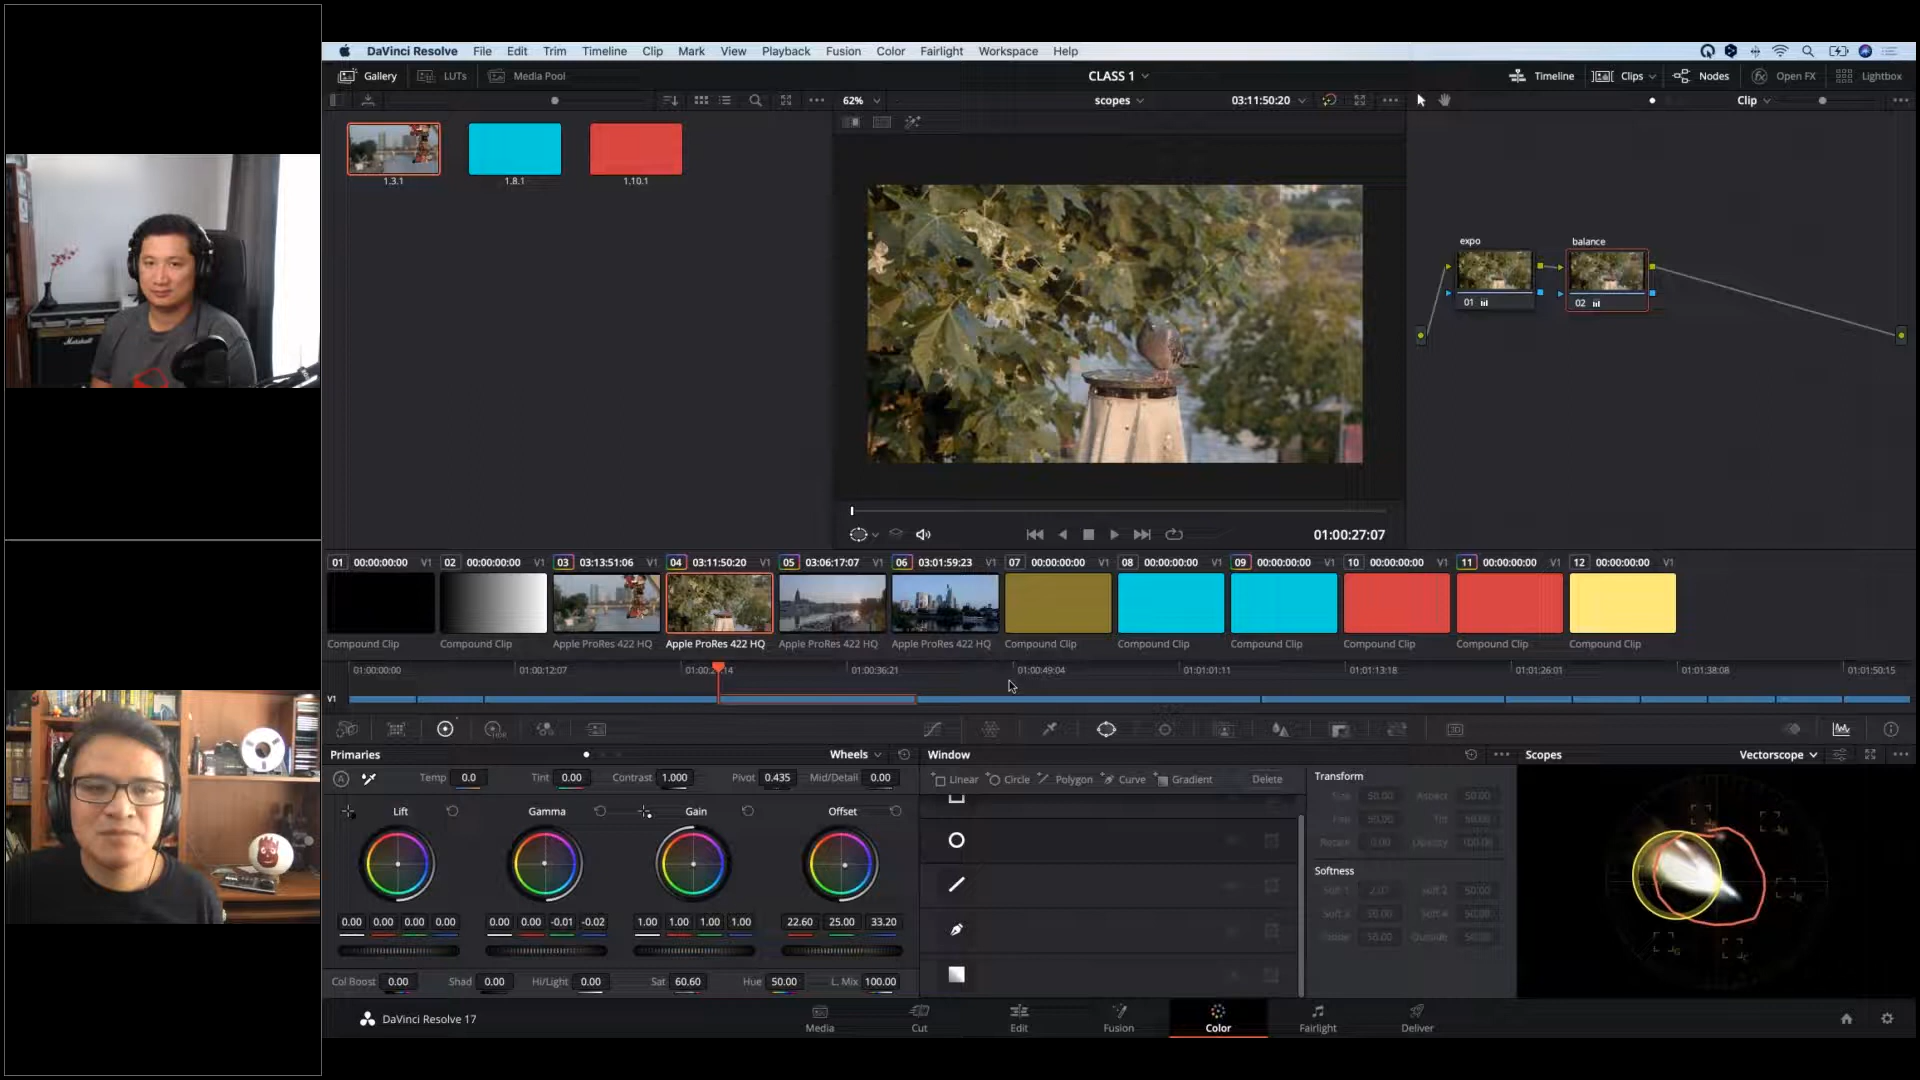 DaVinci Resolve File Edit Trim Timeline Clip Mark View Playback Fusion Color Fairlight Workspace Help
Gallery LUTs Media Pool CLASS 1 Timeline Clips Nodes fx Open FX Lightbox
62% scopes 03:11:50:20 Clip
1.3.1 1.8.1 1.10.1
expo balance
01 02
Marshall
01:00:27:07
01 00:00:00:00 V1 02 00:00:00:00 V1 03 03:13:51:06 V1 04 03:11:50:20 V1 05 03:06:17:07 V1 06 03:01:59:23 V1 07 00:00:00:00 V1 08 00:00:00:00 V1 09 00:00:00:00 V1 10 00:00:00:00 V1 11 00:00:00:00 V1 12 00:00:00:00 V1
Compound Clip Compound Clip Apple ProRes 422 HQ Apple ProRes 422 HQ Apple ProRes 422 HQ Apple ProRes 422 HQ Compound Clip Compound Clip Compound Clip Compound Clip Compound Clip Compound Clip
01:00:00:00 01:00:12:07 01:00:36:21 01:00:49:04 01:01:01:11 01:01:13:18 01:01:26:01 01:01:38:08 01:01:50:15
V1
HDR 3D
Primaries Wheels Window Scopes Vectorscope
A Temp 0.0 Tint 0.00 Contrast 1.000 Pivot 0.435 Mid/Detail 0.00 Linear Circle Polygon Curve Gradient Delete Transform
Size 50.00 Aspect 50.00
Lift Gamma Gain Offset Pan 50.00 Tilt 50.00
Rotate 0.00 Opacity 100.00
Softness
Soft 1 2.07 Soft 2 50.00
Soft 3 50.00 Soft 4 50.00
0.00 0.00 0.00 0.00 0.00 0.00 -0.01 -0.02 1.00 1.00 1.00 1.00 22.60 25.00 33.20
Inside 50.00 Outside 50.00
Col Boost 0.00 Shad 0.00 Hi/Light 0.00 Sat 60.60 Hue 50.00 L. Mix 100.00
DaVinci Resolve 17 Media Cut Edit Fusion Color Fairlight Deliver